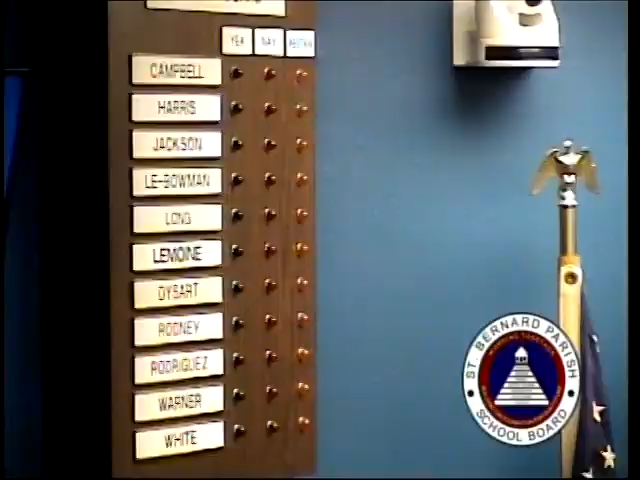 YEA NAY ABSTAIN
CAMPBELL
HARRIS
JACKSON
LE-BOWMAN
LONG
LEMOINE
DYSART
RODNEY
RODRIGUEZ
WARNER
WHITE
ST. BERNARD PARISH
SCHOOL BOARD